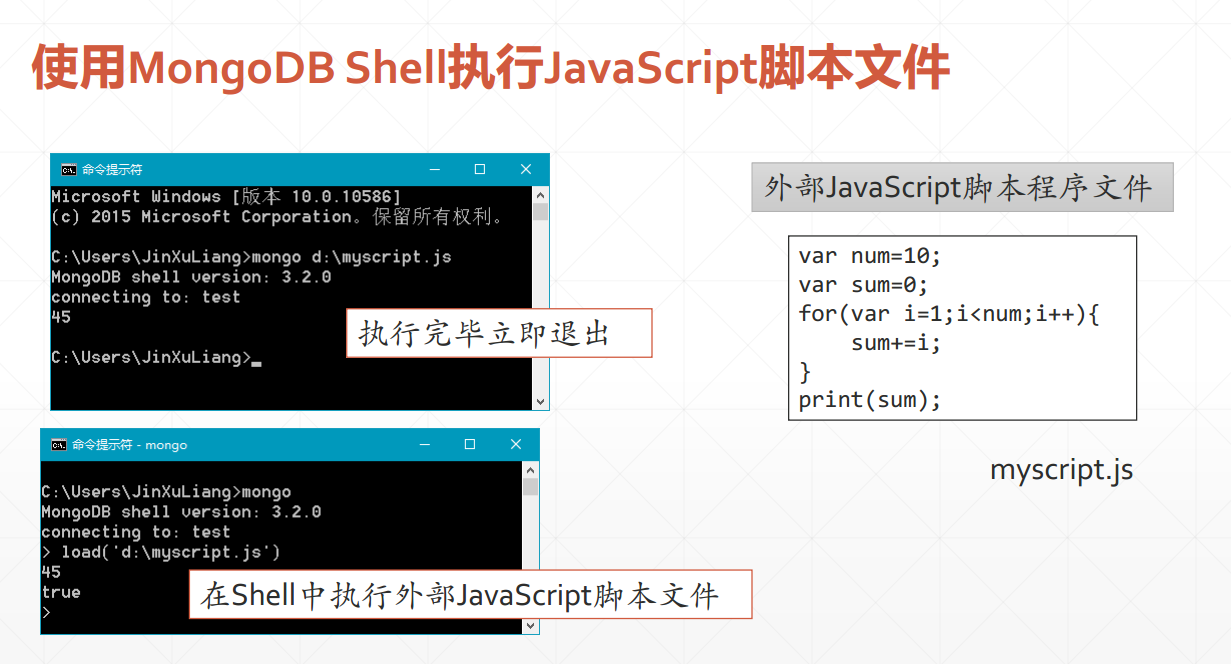 使用MongoDB Shell执行JavaScript脚本文件
命令提示符
Microsoft Windows [版本 10.0.10586]
(c) 2015 Microsoft Corporation。保留所有权利。
C:\Users\JinXuLiang>mongo d:\myscript.js
MongoDB shell version: 3.2.0
connecting to: test
45
C:\Users\JinXuLiang>_
执行完毕立即退出
命令提示符 - mongo
C:\Users\JinXuLiang>mongo
MongoDB shell version: 3.2.0
connecting to: test
> load('d:\myscript.js')
45
true
>
在Shell中执行外部JavaScript脚本文件
外部JavaScript脚本程序文件
var num=10;
var sum=0;
for(var i=1;i<num;i++){
    sum+=i;
}
print(sum);
myscript.js